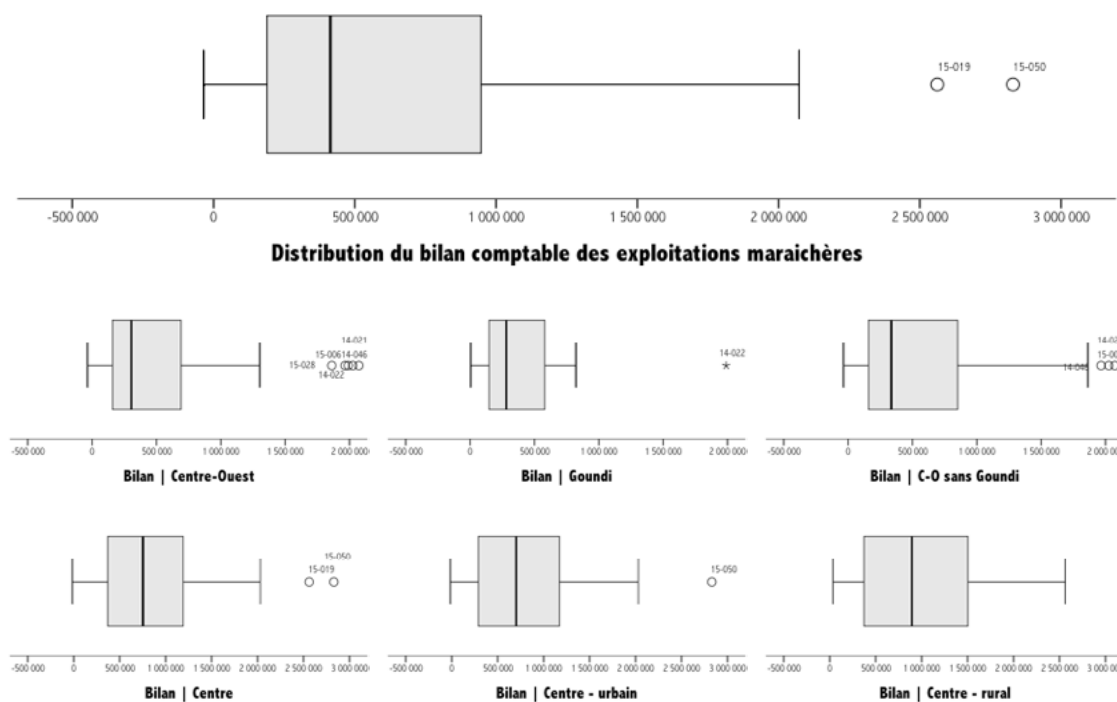 15-019 15-050
-500 000 0 500 000 1 000 000 1 500 000 2 000 000 2 500 000 3 000 000
Distribution du bilan comptable des exploitations maraichères
14-021
15-006 14-046
15-028
14-022
-500 000 0 500 000 1 000 000 1 500 000 2 000 000
Bilan | Centre-Ouest
14-022
-500 000 0 500 000 1 000 000 1 500 000 2 000 000
Bilan | Goundi
14-046
-500 000 0 500 000 1 000 000 1 500 000
Bilan | C-O sans Goundi
15-050
15-019
-500 000 0 500 000 1 000 000 1 500 000 2 000 000 2 500 000 3 000 000
Bilan | Centre
15-050
-500 000 0 500 000 1 000 000 1 500 000 2 000 000 2 500 000 3 000 000
Bilan | Centre - urbain
-500 000 0 500 000 1 000 000 1 500 000 2 000 000 2 500 000
Bilan | Centre - rural